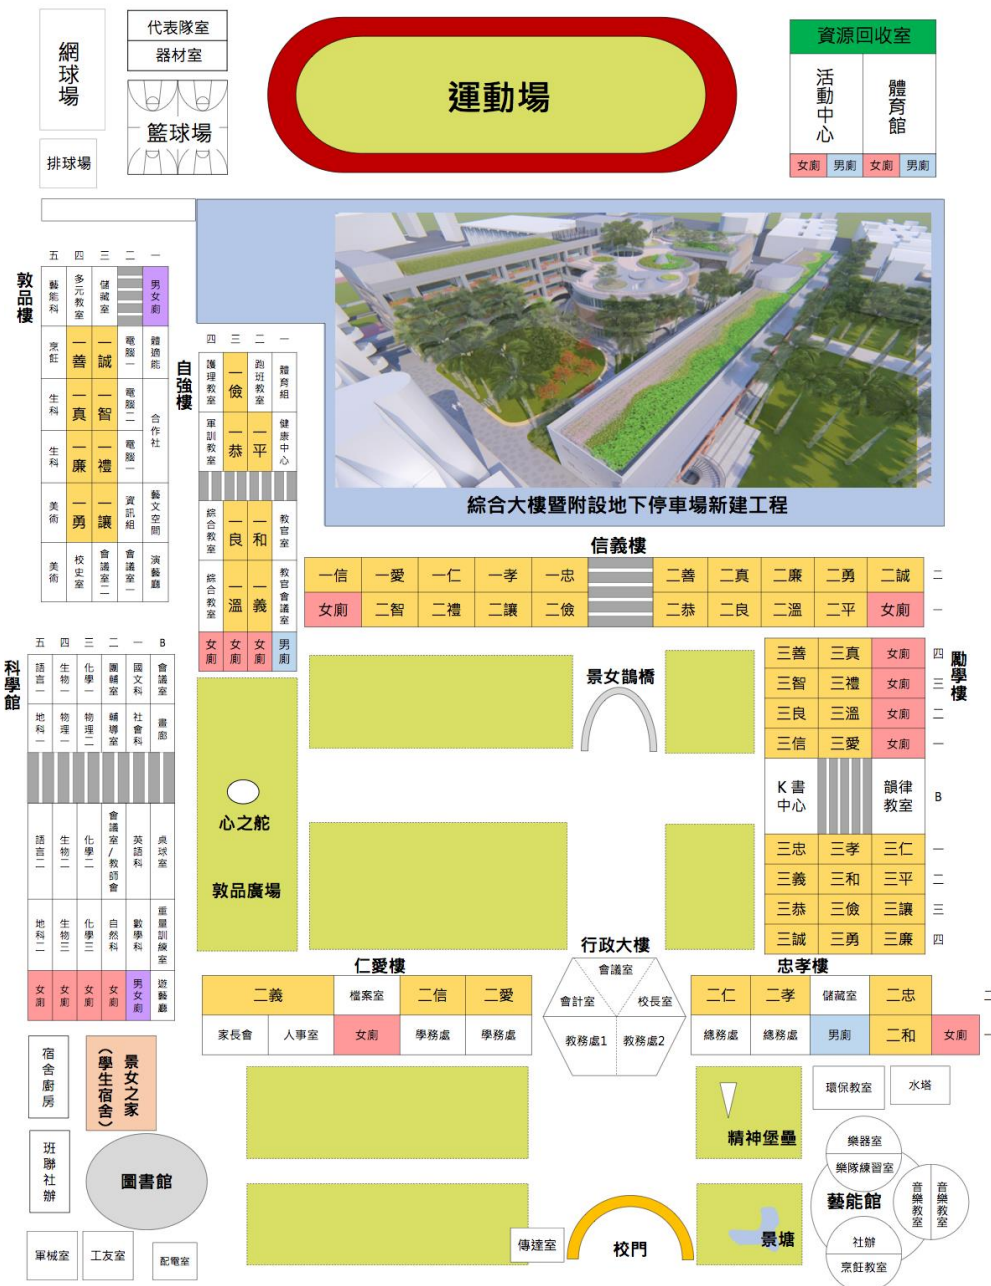 網球場
排球場
代表隊室
器材室
籃球場
運動場
資源回收室
活動中心
體育館
女廁 男廁 女廁 男廁
綜合大樓暨附設地下停車場新建工程
敦品樓
五 四 三 二 一
藝能科 多元教室 儲藏室 男女廁
烹飪 一善 一誠 電腦一 體適能
生科 一真 一智 電腦二 合作社
生科 一廉 一禮 電腦一
美術 一勇 一讓 資訊組 藝文空間
美術 校史室 會議室二 會議室一 演藝廳
自強樓
四 三 二 一
護理教室 一儉 跑班教室 體育組
軍訓教室 一恭 一平 健康中心
綜合教室 一良 一和 教官室
綜合教室 一溫 一義 教官會議室
女廁 女廁 女廁 男廁
信義樓
一信 一愛 一仁 一孝 一忠 二善 二真 二廉 二勇 二誠 二
女廁 二智 二禮 二讓 二儉 二恭 二良 二溫 二平 女廁 一
科學館
五 四 三 二 一 B
語言一 生物一 化學一 團輔室 國文科 會議室
地科一 物理一 物理二 輔導室 社會科 書廊
語言二 生物二 化學二 會議室/教師會 英語科 桌球室
地科二 生物三 化學三 自然科 數學科 重量訓練室
女廁 女廁 女廁 女廁 男女廁 遊藝廳
景女鵲橋
心之舵
敦品廣場
勵學樓
三善 三真 女廁 四
三智 三禮 女廁 三
三良 三溫 女廁 二
三信 三愛 女廁 一
K書中心 韻律教室 B
三忠 三孝 三仁 一
三義 三和 三平 二
三恭 三儉 三讓 三
三誠 三勇 三廉 四
仁愛樓
二義 檔案室 二信 二愛
家長會 人事室 女廁 學務處 學務處
行政大樓
會議室
會計室 校長室
教務處1 教務處2
忠孝樓
二仁 二孝 儲藏室 二忠 二
總務處 總務處 男廁 二和 女廁 一
宿舍廚房
景女之家
(學生宿舍)
班聯社辦
圖書館
軍械室 工友室 配電室
傳達室
校門
精神堡壘
景塘
環保教室 水塔
樂器室
樂隊練習室
藝能館
音樂教室 音樂教室
社辦
烹飪教室